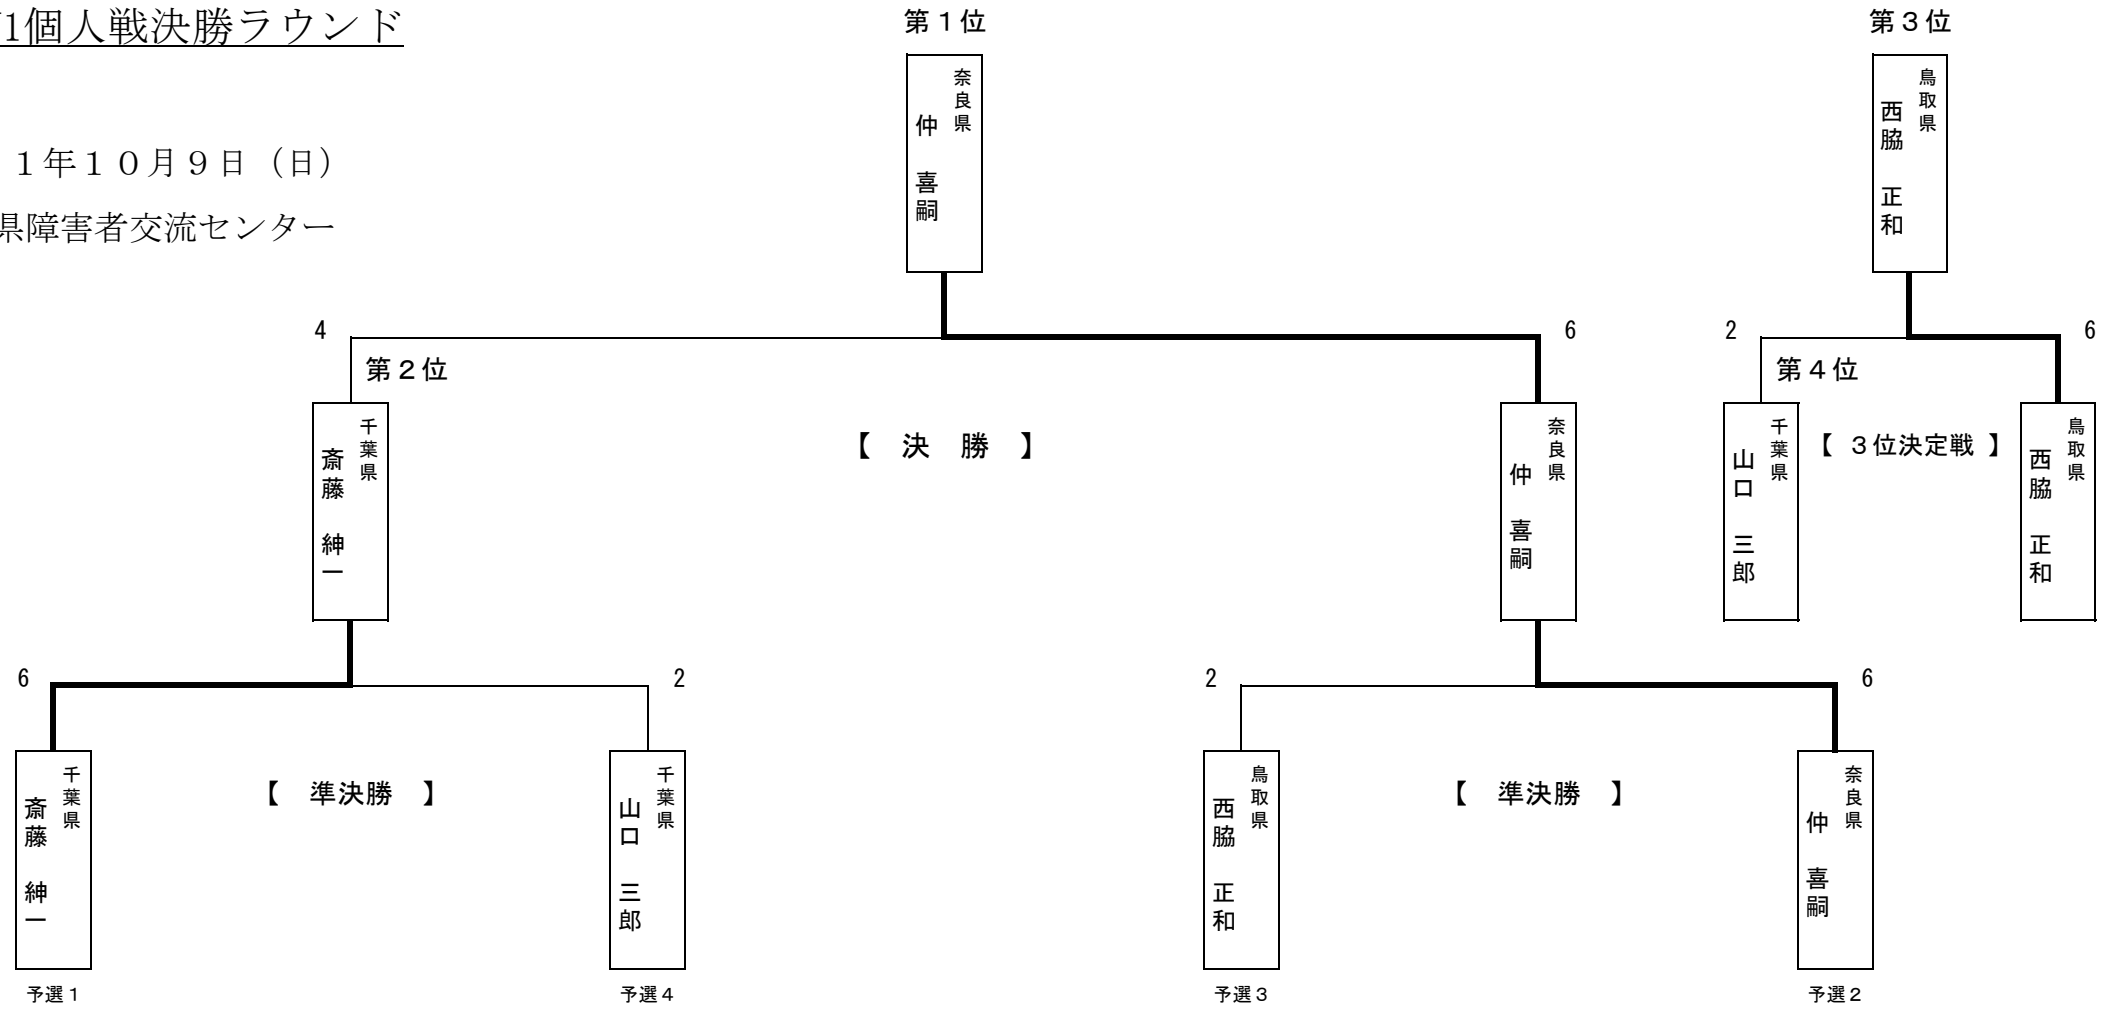 1個人戦決勝ラウンド
1年10月9日（日）
県障害者交流センター
第1位
奈良県
仲 喜嗣
第3位
鳥取県
西脇 正和
4
6
第2位
【 決 勝 】
千葉県
斎藤 紳一
奈良県
仲 喜嗣
2
6
第4位
【 3位決定戦 】
千葉県
山口 三郎
鳥取県
西脇 正和
6
2
【 準決勝 】
千葉県
斎藤 紳一
予選1
千葉県
山口 三郎
予選4
2
6
【 準決勝 】
鳥取県
西脇 正和
予選3
奈良県
仲 喜嗣
予選2